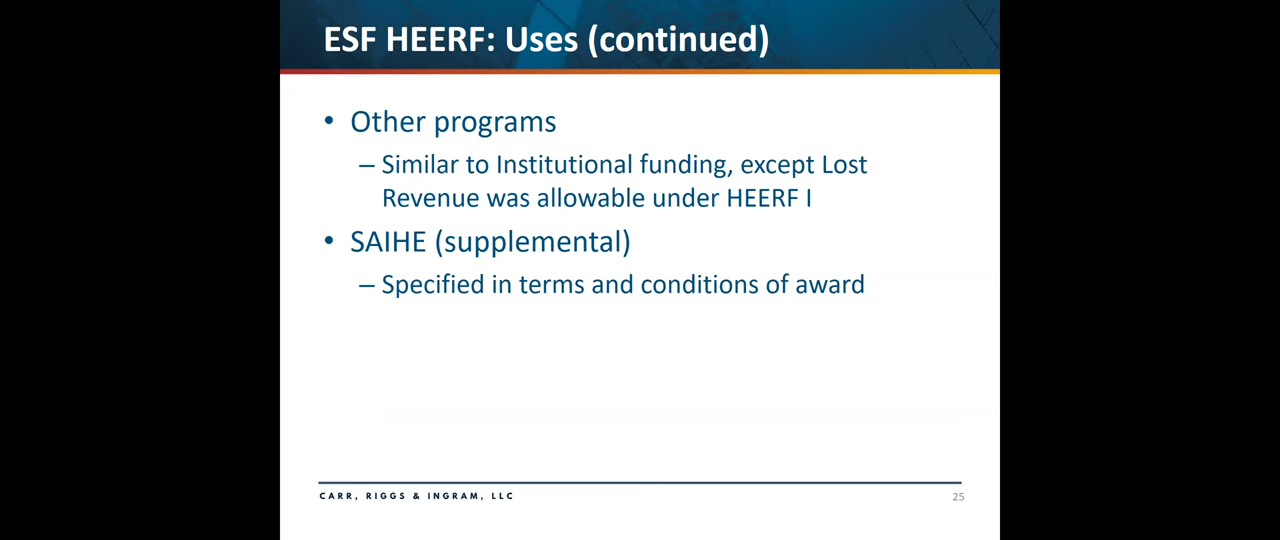 ESF HEERF: Uses (continued)
• Other programs
– Similar to Institutional funding, except Lost
Revenue was allowable under HEERF I
• SAIHE (supplemental)
– Specified in terms and conditions of award
CARR, RIGGS & INGRAM, LLC
25